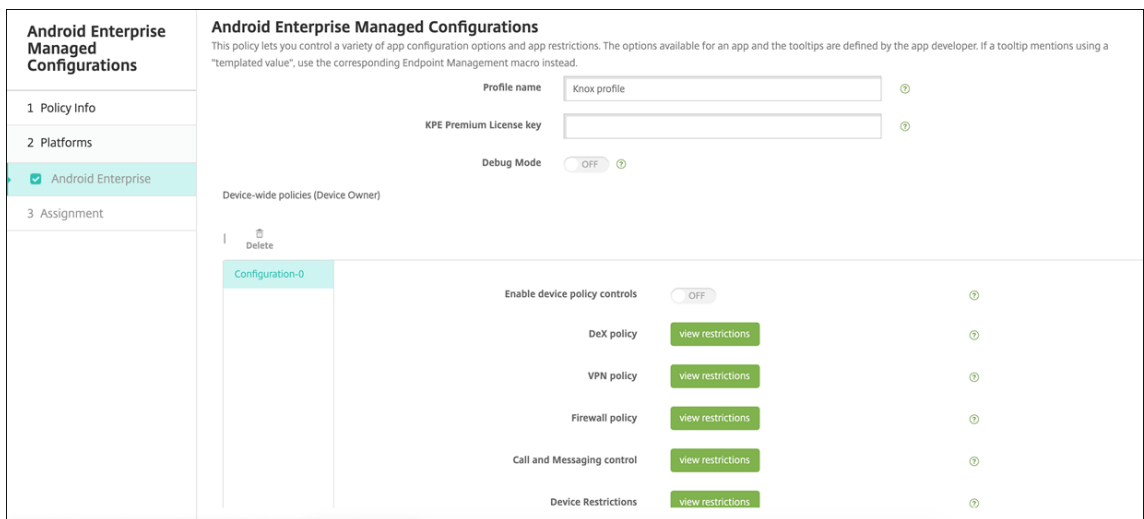 Android Enterprise
Managed
Configurations
1 Policy Info
2 Platforms
Android Enterprise
3 Assignment
Android Enterprise Managed Configurations
This policy lets you control a variety of app configuration options and app restrictions. The options available for an app and the tooltips are defined by the app developer. If a tooltip mentions using a
"templated value", use the corresponding Endpoint Management macro instead.
Profile name
Knox profile
KPE Premium License key
Debug Mode
OFF
Device-wide policies (Device Owner)
Delete
Configuration-0
Enable device policy controls
OFF
DeX policy
view restrictions
VPN policy
view restrictions
Firewall policy
view restrictions
Call and Messaging control
view restrictions
Device Restrictions
view restrictions